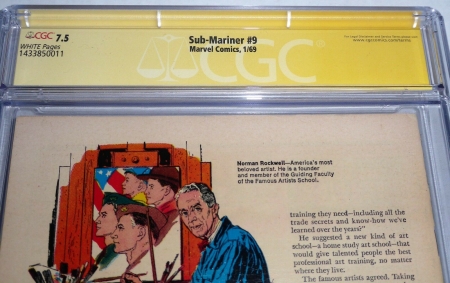 CGC 7.5
WHITE Pages
1433850011
Sub-Mariner #9
Marvel Comics, 1/69
CGC
Norman Rockwell—America's most
beloved artist. He is a founder
and member of the Guiding Faculty
of the Famous Artists School.
training they need—including all the
trade secrets and know-how we've
learned over the years?"
He suggested a new kind of art
school—a home study art school—that
would give talented people the best
professional art training, no matter
where they live.
The famous artists agreed. Taking